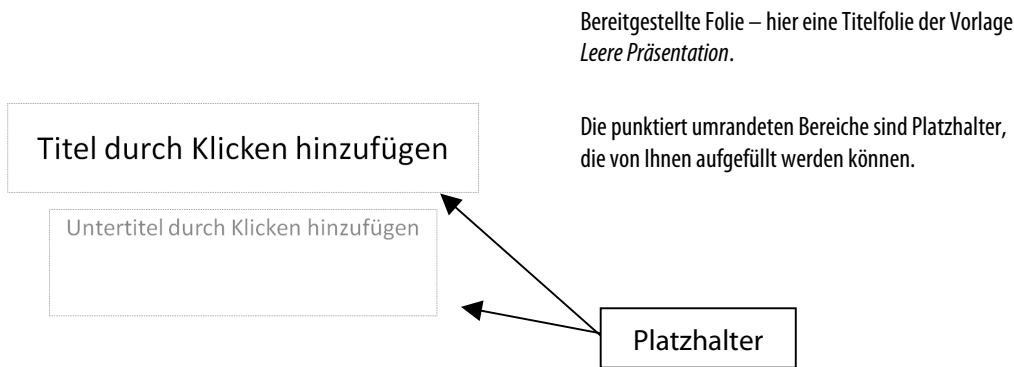 Bereitgestellte Folie – hier eine Titelfolie der Vorlage
Leere Präsentation.
Die punktiert umrandeten Bereiche sind Platzhalter,
die von Ihnen aufgefüllt werden können.
Titel durch Klicken hinzufügen
Untertitel durch Klicken hinzufügen
Platzhalter